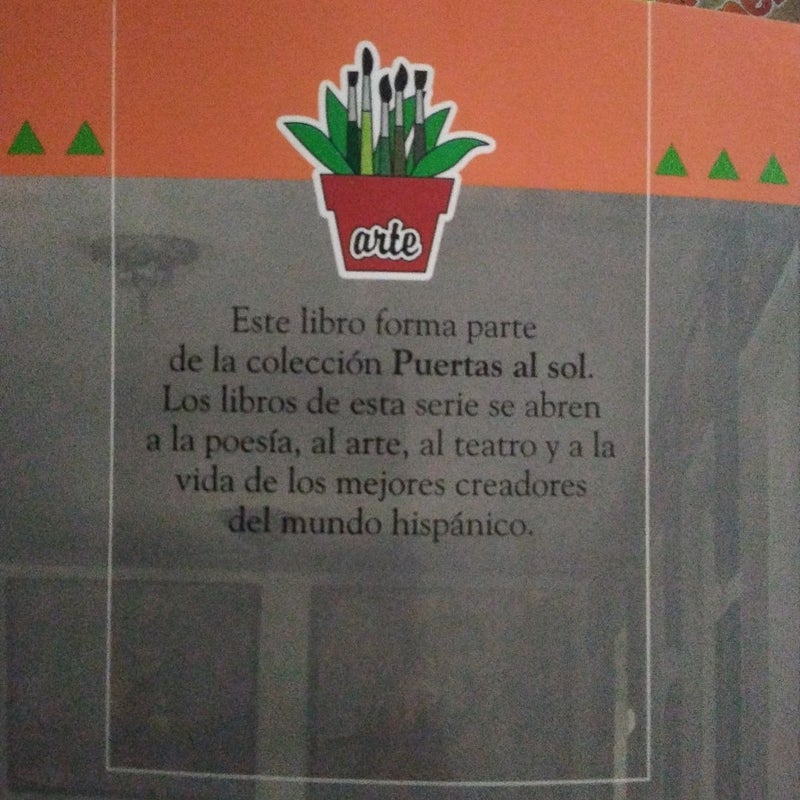 arte
Este libro forma parte
de la colección Puertas al sol.
Los libros de esta serie se abren
a la poesía, al arte, al teatro y a la
vida de los mejores creadores
del mundo hispánico.